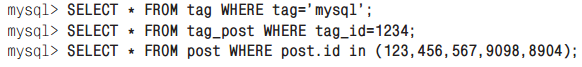 mysql> SELECT * FROM tag WHERE tag='mysql';
mysql> SELECT * FROM tag_post WHERE tag_id=1234;
mysql> SELECT * FROM post WHERE post.id in (123,456,567,9098,8904);